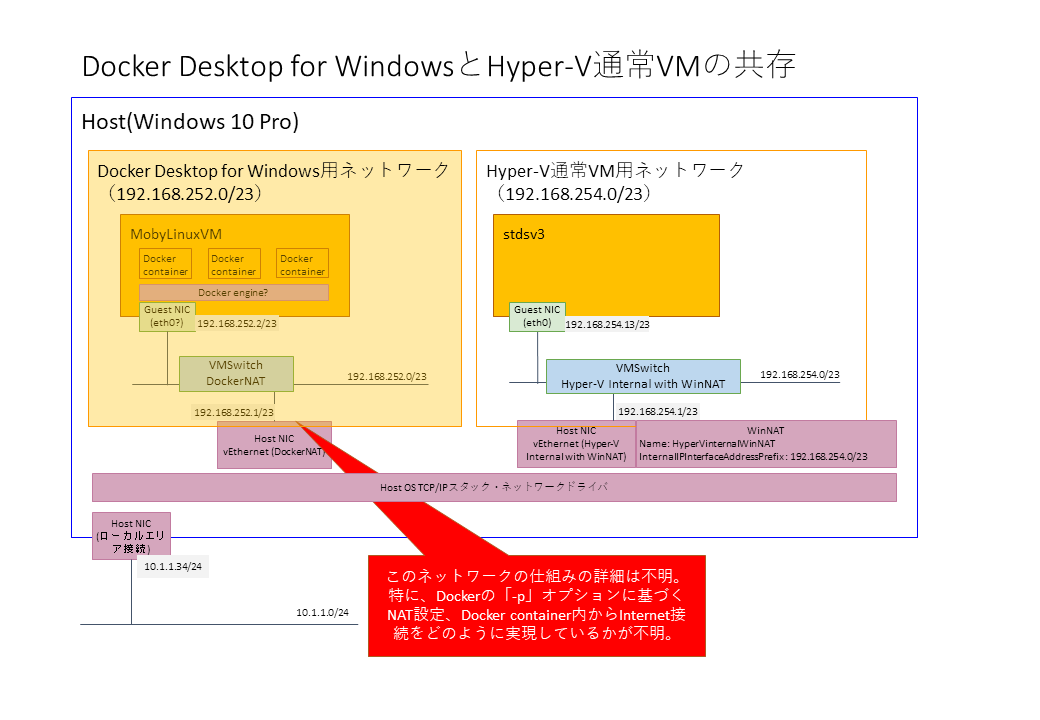 Docker Desktop for WindowsとHyper-V通常VMの共存
Host(Windows 10 Pro)
Docker Desktop for Windows用ネットワーク
（192.168.252.0/23）
MobyLinuxVM
Docker
container
Docker
container
Docker
container
Docker engine?
Guest NIC
(eth0?)
192.168.252.2/23
VMSwitch
DockerNAT
192.168.252.0/23
192.168.252.1/23
Host NIC
vEthernet (DockerNAT)
Hyper-V通常VM用ネットワーク
（192.168.254.0/23）
stdsv3
Guest NIC
(eth0)
192.168.254.13/23
VMSwitch
Hyper-V Internal with WinNAT
192.168.254.0/23
192.168.254.1/23
Host NIC
vEthernet (Hyper-V
Internal with WinNAT)
WinNAT
Name: HyperVinternalWinNAT
InternalIPInterfaceAddressPrefix : 192.168.254.0/23
Host OS TCP/IPスタック・ネットワークドライバ
Host NIC
(ローカルエリ
ア接続)
10.1.1.34/24
10.1.1.0/24
このネットワークの仕組みの詳細は不明。
特に、Dockerの「-p」オプションに基づく
NAT設定、Docker container内からInternet接
続をどのように実現しているかが不明。